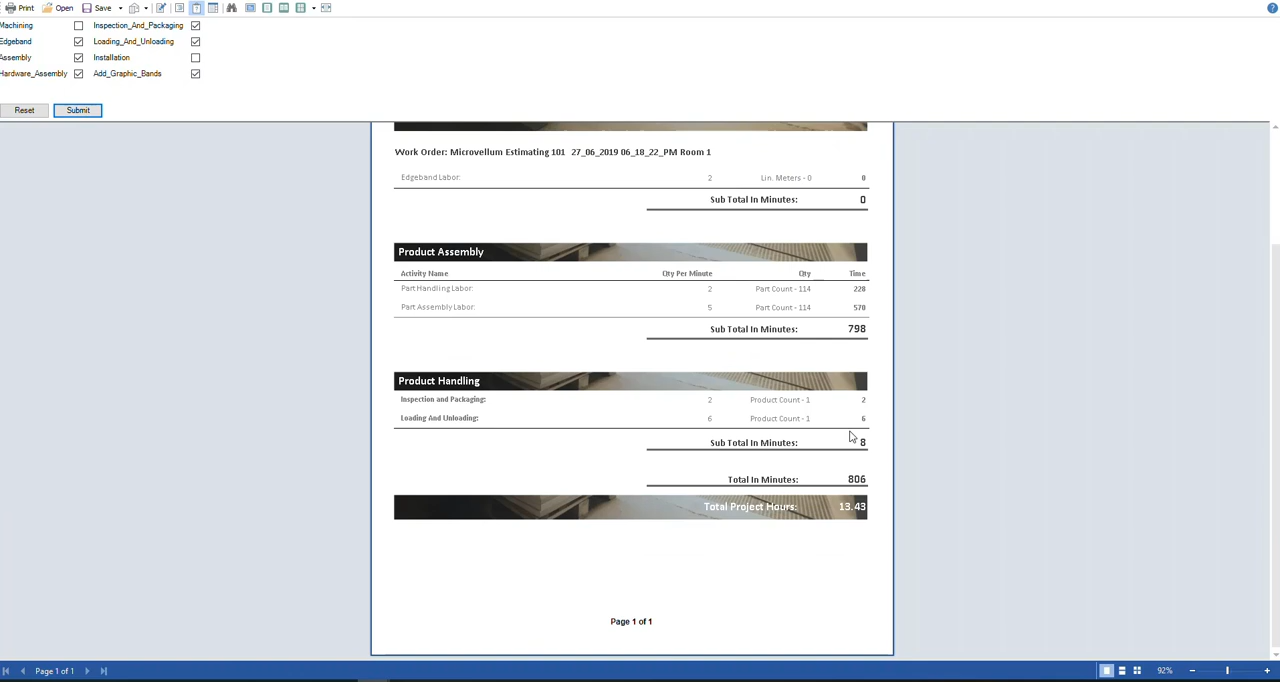 Print Open Save
Machining Inspection_And_Packaging
Edgeband Loading_And_Unloading
Assembly Installation
Hardware_Assembly Add_Graphic_Bands
Reset Submit
Work Order: Microvellum Estimating 101 27_06_2019 06_18_22_PM Room 1
Edgeband Labor: 2 Lin. Meters - 0 0
Sub Total In Minutes: 0
Product Assembly
Activity Name Qty Per Minute Qty Time
Part Handling Labor: 2 Part Count - 114 228
Part Assembly Labor: 5 Part Count - 114 570
Sub Total In Minutes: 798
Product Handling
Inspection and Packaging: 2 Product Count - 1 2
Loading And Unloading: 6 Product Count - 1 6
Sub Total In Minutes: 8
Total In Minutes: 806
Total Project Hours: 13.43
Page 1 of 1
Page 1 of 1 92%